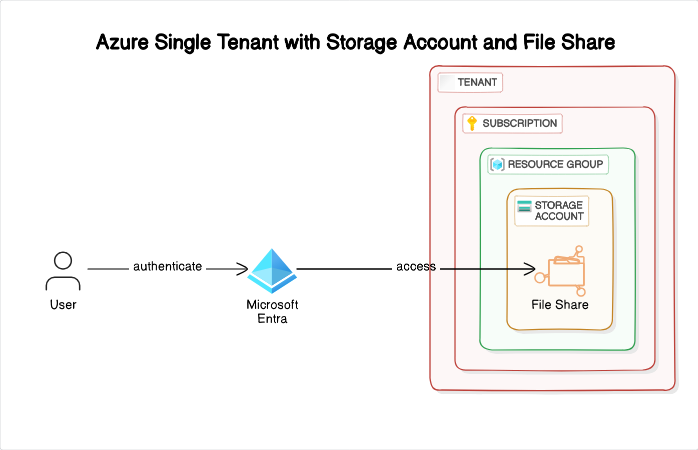 Azure Single Tenant with Storage Account and File Share
TENANT
SUBSCRIPTION
RESOURCE GROUP
STORAGE
ACCOUNT
authenticate
access
User
Microsoft
Entra
File Share